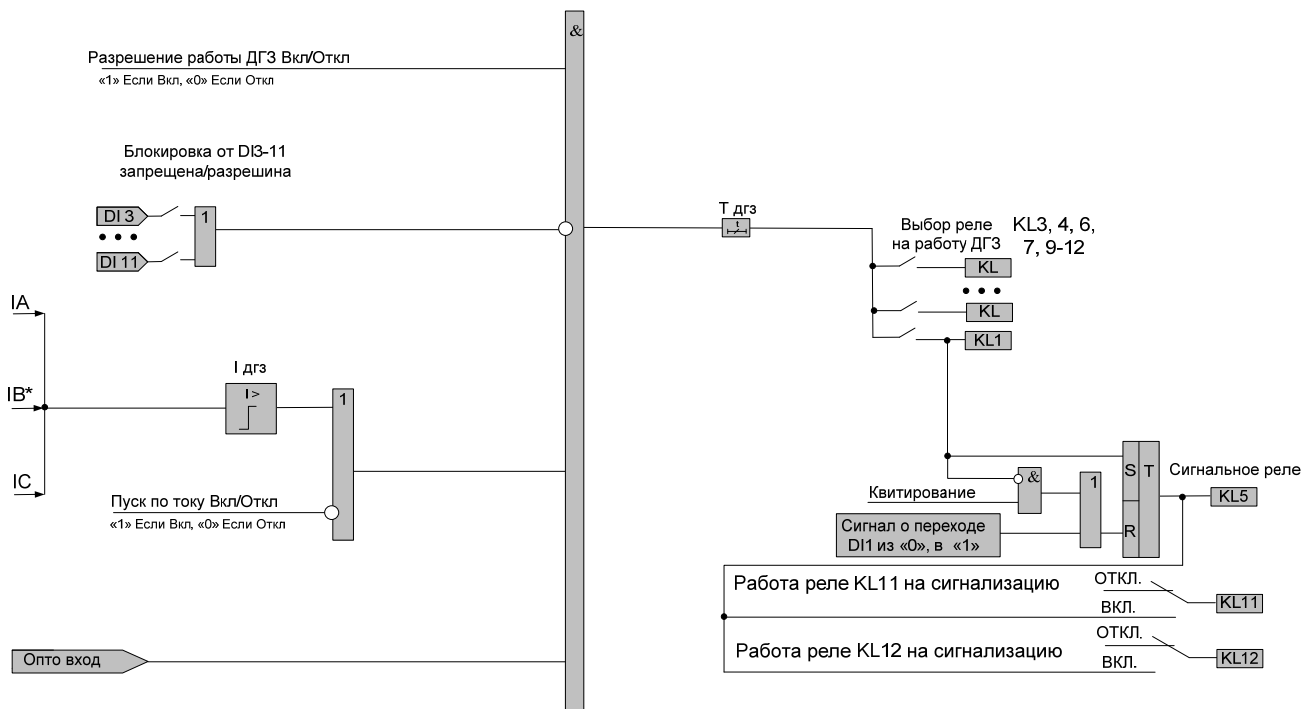 &
Разрешение работы ДГЗ Вкл/Откл
«1» Если Вкл, «0» Если Откл
Блокировка от DI3-11
запрещена/разрешина
DI 3
1
DI 11
T дгз
t
Выбор реле
на работу ДГЗ
KL3, 4, 6,
7, 9-12
KL
KL
KL1
IA
IB*
IC
I дгз
I >
1
Пуск по току Вкл/Откл
«1» Если Вкл, «0» Если Откл
Квитирование
&
1
S
T
R
Сигнальное реле
KL5
Сигнал о переходе
DI1 из «0», в «1»
Работа реле KL11 на сигнализацию
ОТКЛ.
ВКЛ.
KL11
Работа реле KL12 на сигнализацию
ОТКЛ.
ВКЛ.
KL12
Опто вход